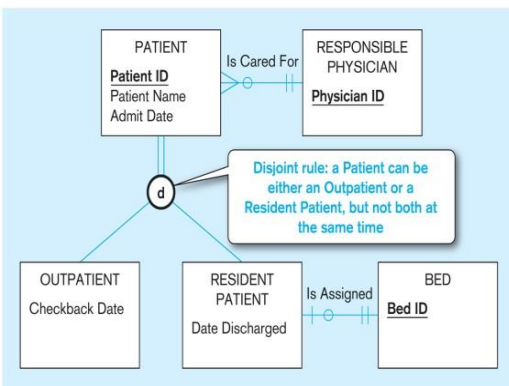 PATIENT
Patient ID
Patient Name
Admit Date
Is Cared For
RESPONSIBLE
PHYSICIAN
Physician ID
d
Disjoint rule: a Patient can be
either an Outpatient or a
Resident Patient, but not both at
the same time
OUTPATIENT
Checkback Date
RESIDENT
PATIENT
Date Discharged
Is Assigned
BED
Bed ID